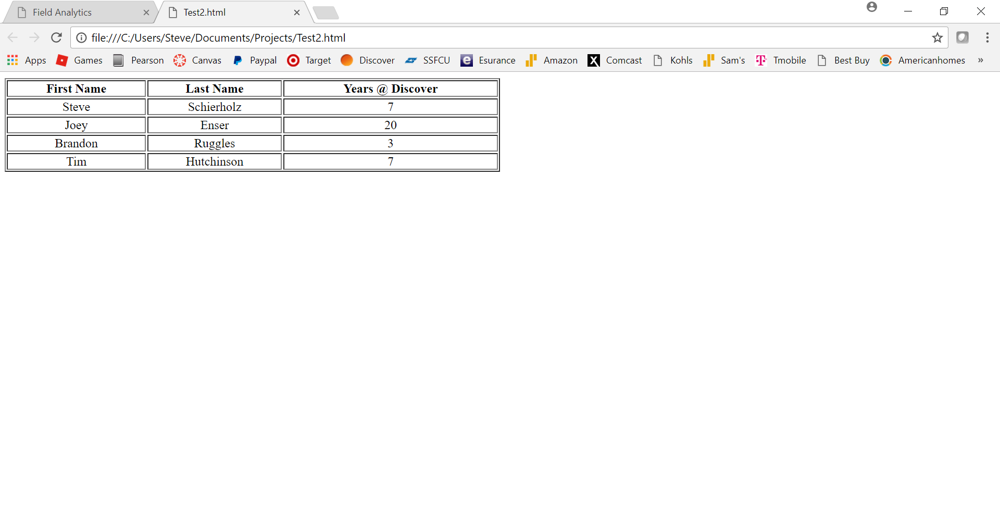 Field Analytics Test2.html
file:///C:/Users/Steve/Documents/Projects/Test2.html
Apps Games Pearson Canvas Paypal Target Discover SSFCU Esurance Amazon Comcast Kohls Sam's Tmobile Best Buy Americanhomes »
First Name Last Name Years @ Discover
Steve Schierholz 7
Joey Enser 20
Brandon Ruggles 3
Tim Hutchinson 7